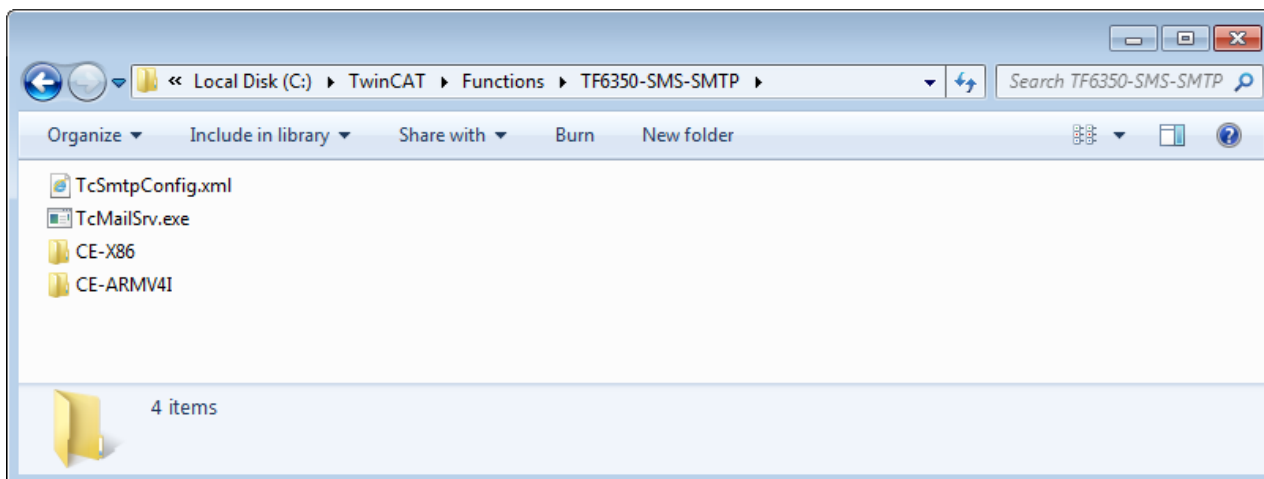 « Local Disk (C:) ▸ TwinCAT ▸ Functions ▸ TF6350-SMS-SMTP ▸ Search TF6350-SMS-SMTP
Organize Include in library Share with Burn New folder
TcSmtpConfig.xml
TcMailSrv.exe
CE-X86
CE-ARMV4I
4 items